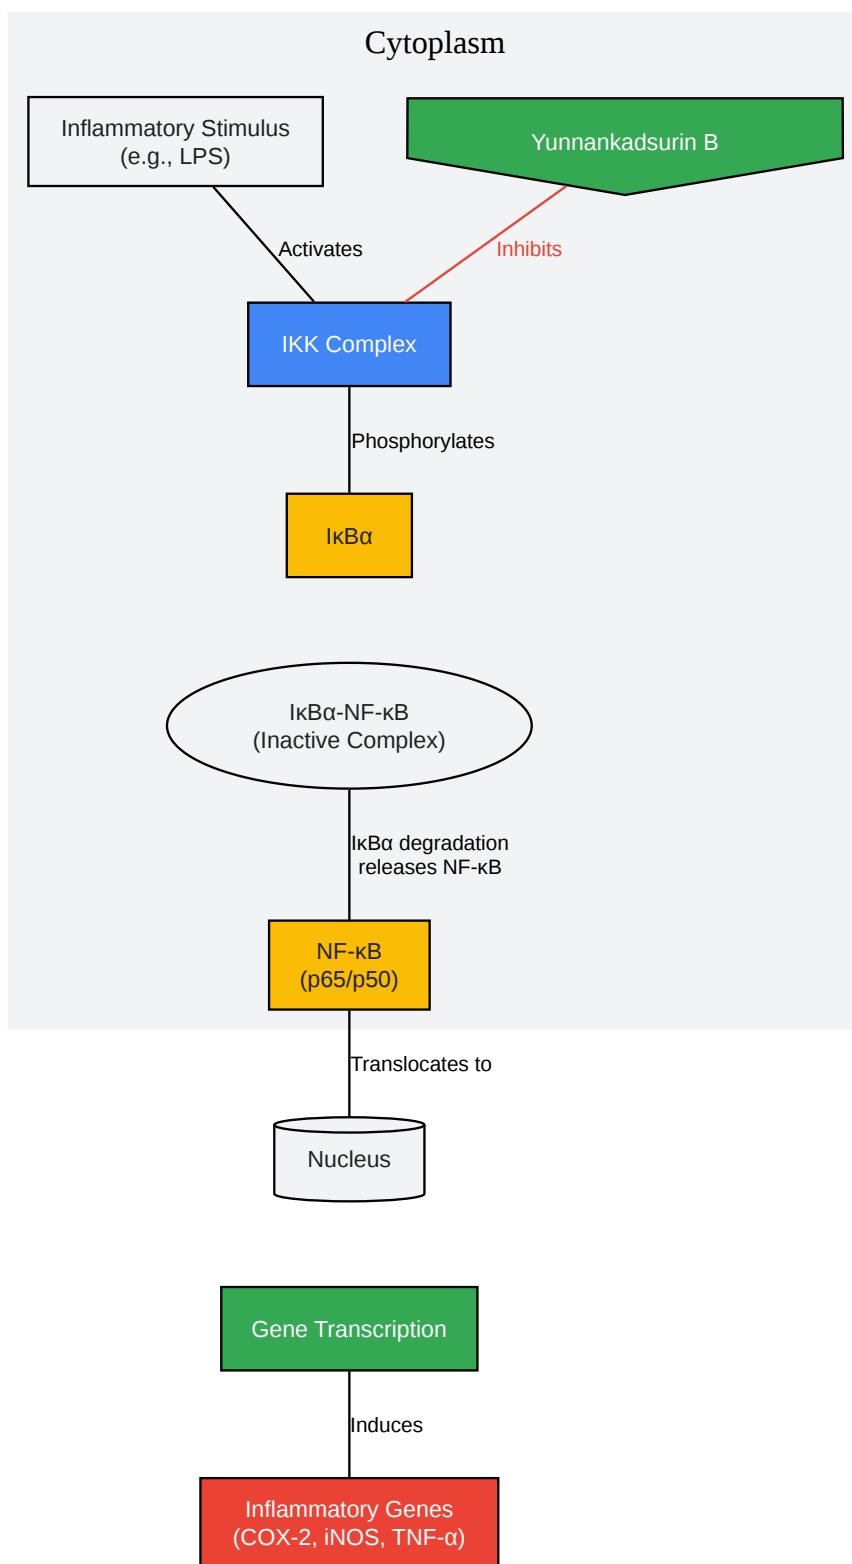 Cytoplasm
Inflammatory Stimulus
(e.g., LPS)
Yunnankadsurin B
Activates
Inhibits
IKK Complex
Phosphorylates
IκBα
IκBα-NF-κB
(Inactive Complex)
IκBα degradation
releases NF-κB
NF-κB
(p65/p50)
Translocates to
Nucleus
Gene Transcription
Induces
Inflammatory Genes
(COX-2, iNOS, TNF-α)